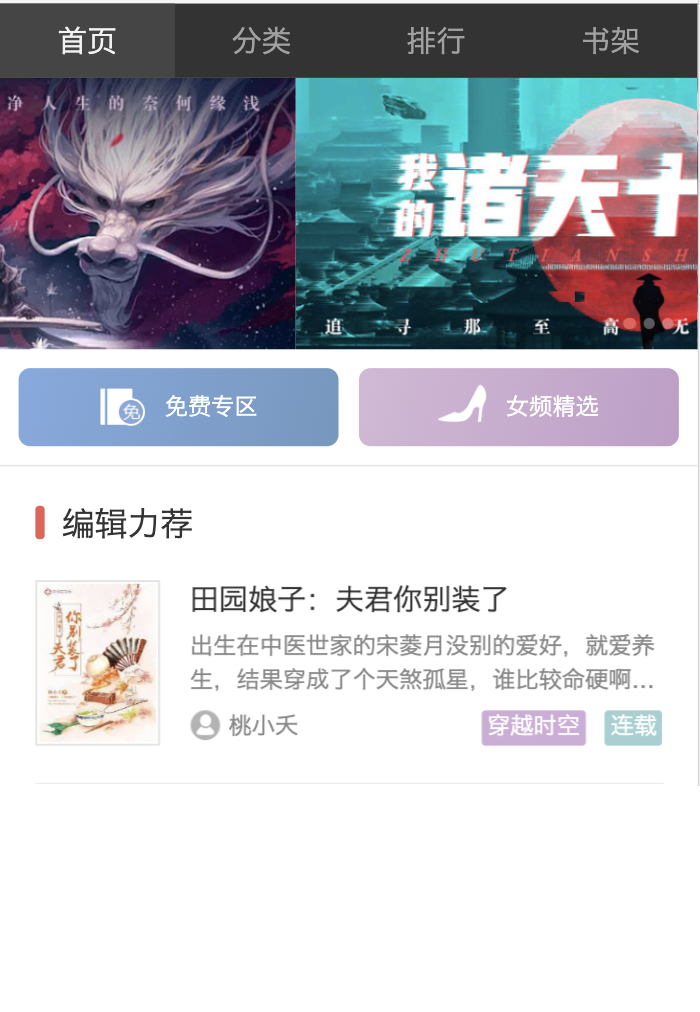 首页 分类 排行 书架
净人生的奈何缘浅
我的诸天十
ZHUTIANSH
追寻那至高无
免 免费专区 女频精选
编辑力荐
田园娘子：夫君你别装了
你别装了
夫君
出生在中医世家的宋菱月没别的爱好，就爱养
生，结果穿成了个天煞孤星，谁比较命硬啊...
桃小夭 穿越时空 连载